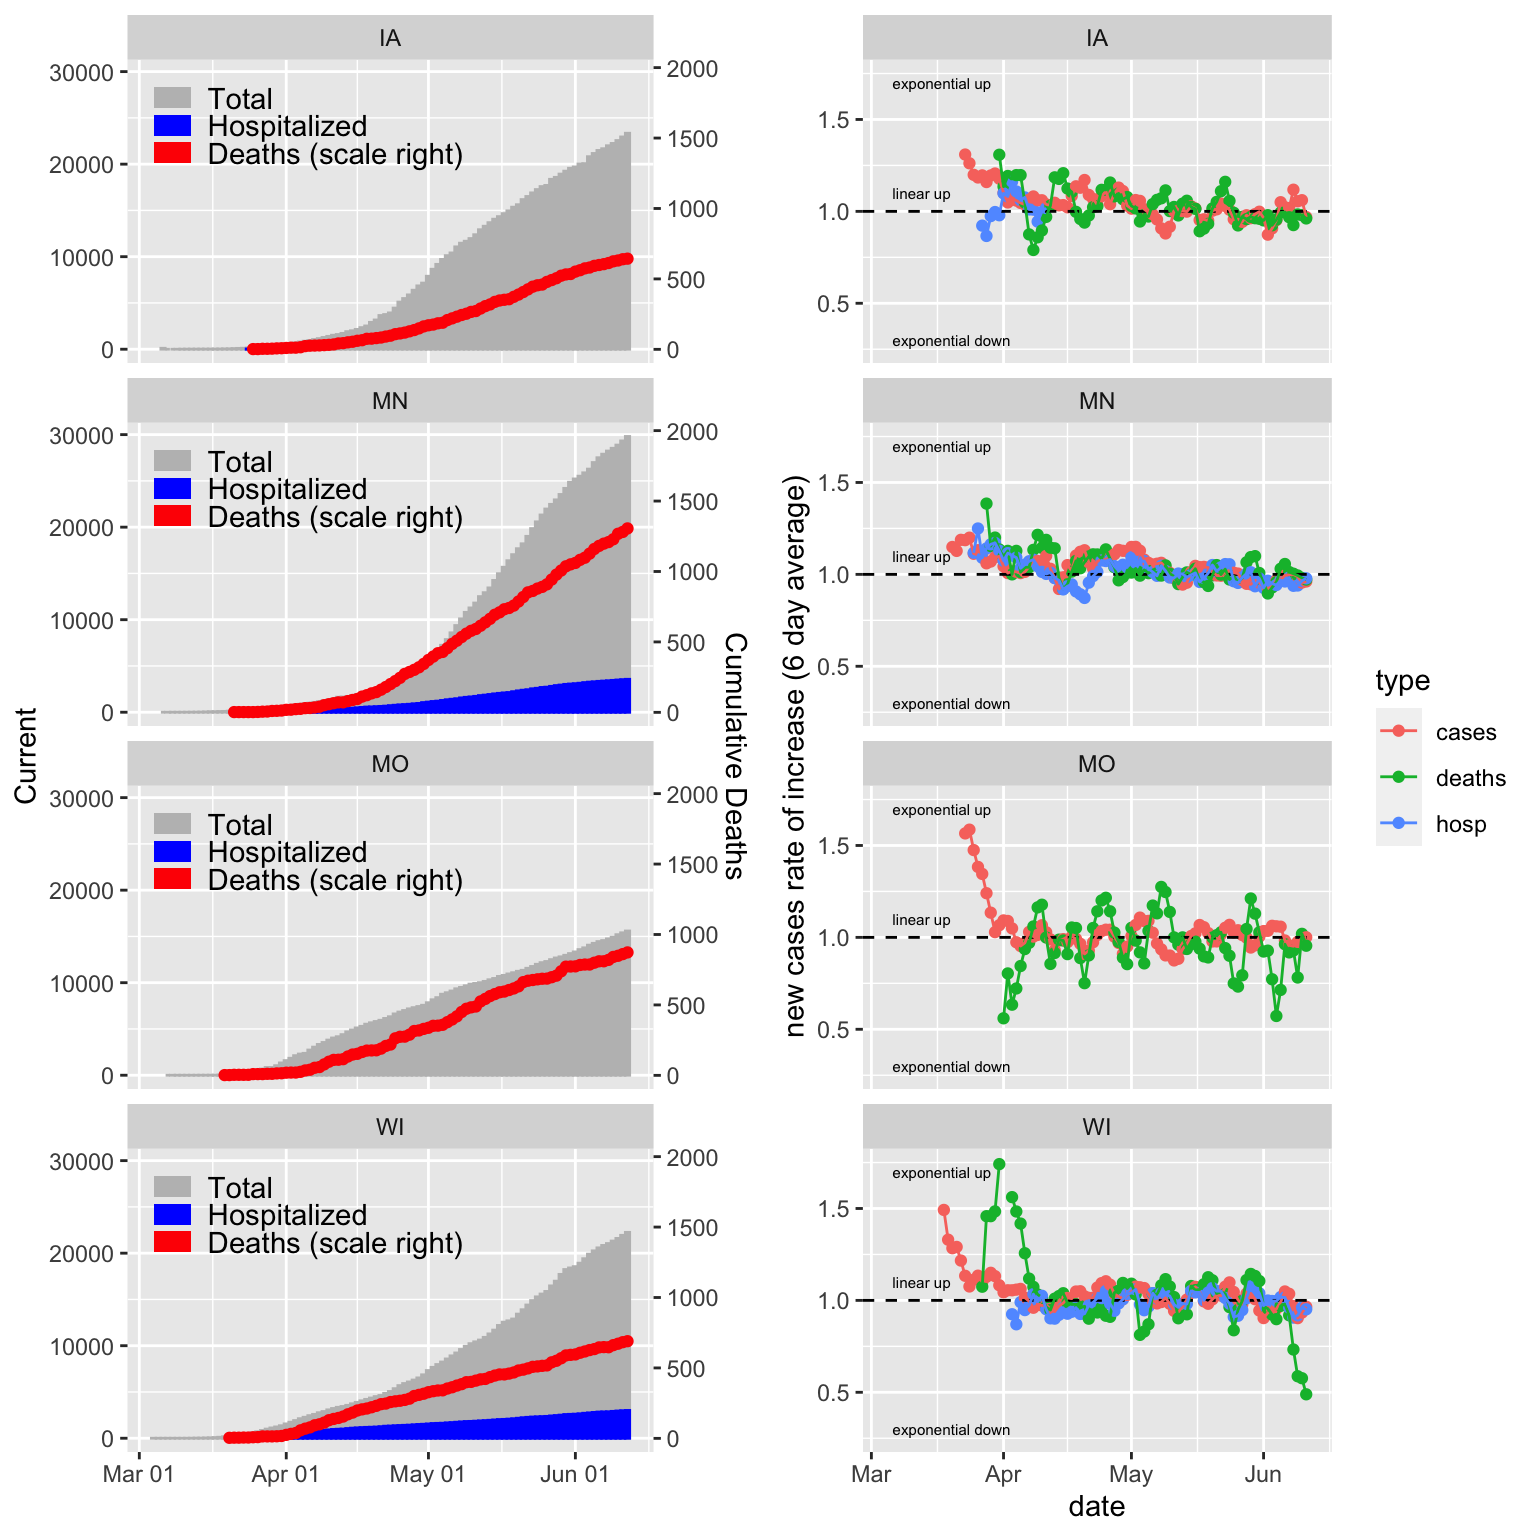 IA
30000
20000
10000
0
2000
1500
1000
500
0
Total
Hospitalized
Deaths (scale right)
MN
30000
20000
10000
0
2000
1500
1000
500
0
Total
Hospitalized
Deaths (scale right)
MO
30000
20000
10000
0
2000
1500
1000
500
0
Total
Hospitalized
Deaths (scale right)
WI
30000
20000
10000
0
2000
1500
1000
500
0
Total
Hospitalized
Deaths (scale right)
Mar 01
Apr 01
May 01
Jun 01
Current
Cumulative Deaths
IA
1.5
1.0
0.5
exponential up
linear up
exponential down
MN
1.5
1.0
0.5
exponential up
linear up
exponential down
MO
1.5
1.0
0.5
exponential up
linear up
exponential down
WI
1.5
1.0
0.5
exponential up
linear up
exponential down
Mar
Apr
May
Jun
date
new cases rate of increase (6 day average)
type
cases
deaths
hosp